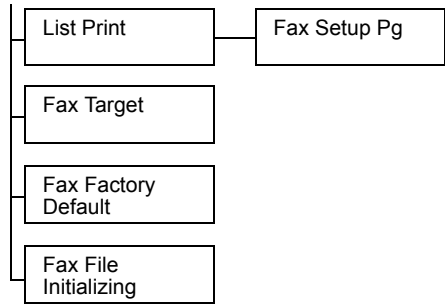 List Print
Fax Setup Pg
Fax Target
Fax Factory
Default
Fax File
Initializing